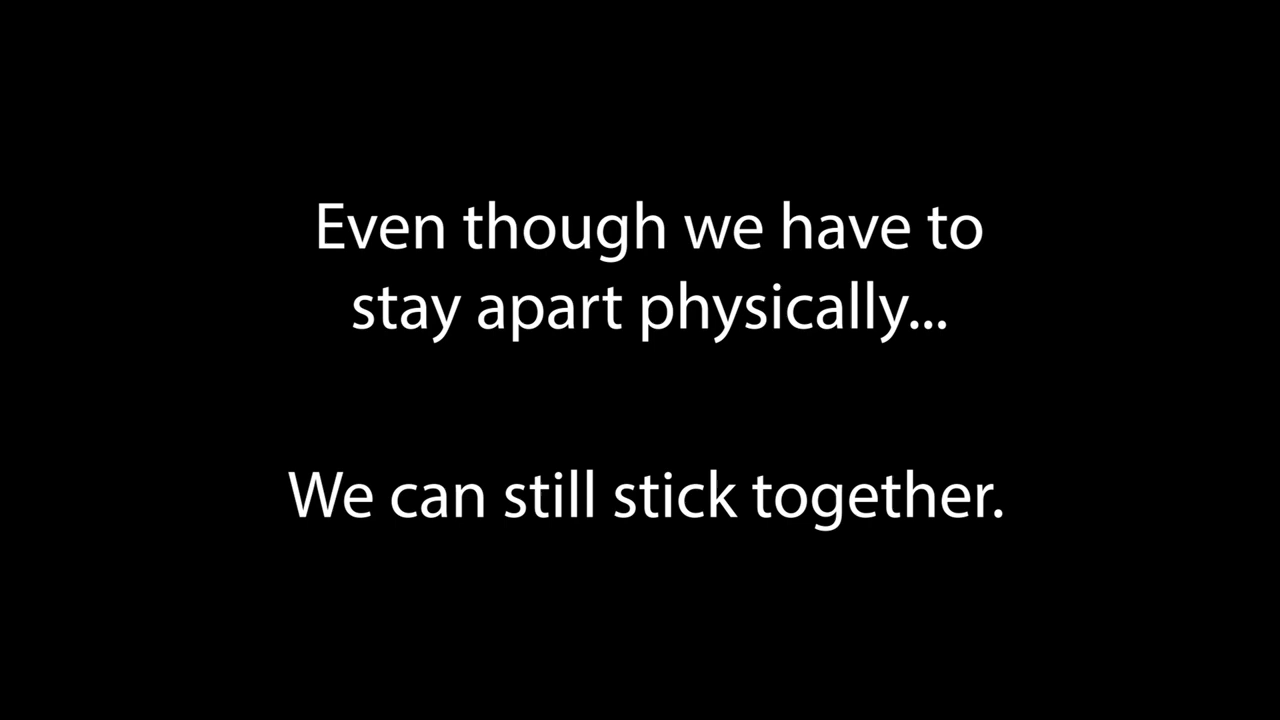 Even though we have to
stay apart physically...
We can still stick together.